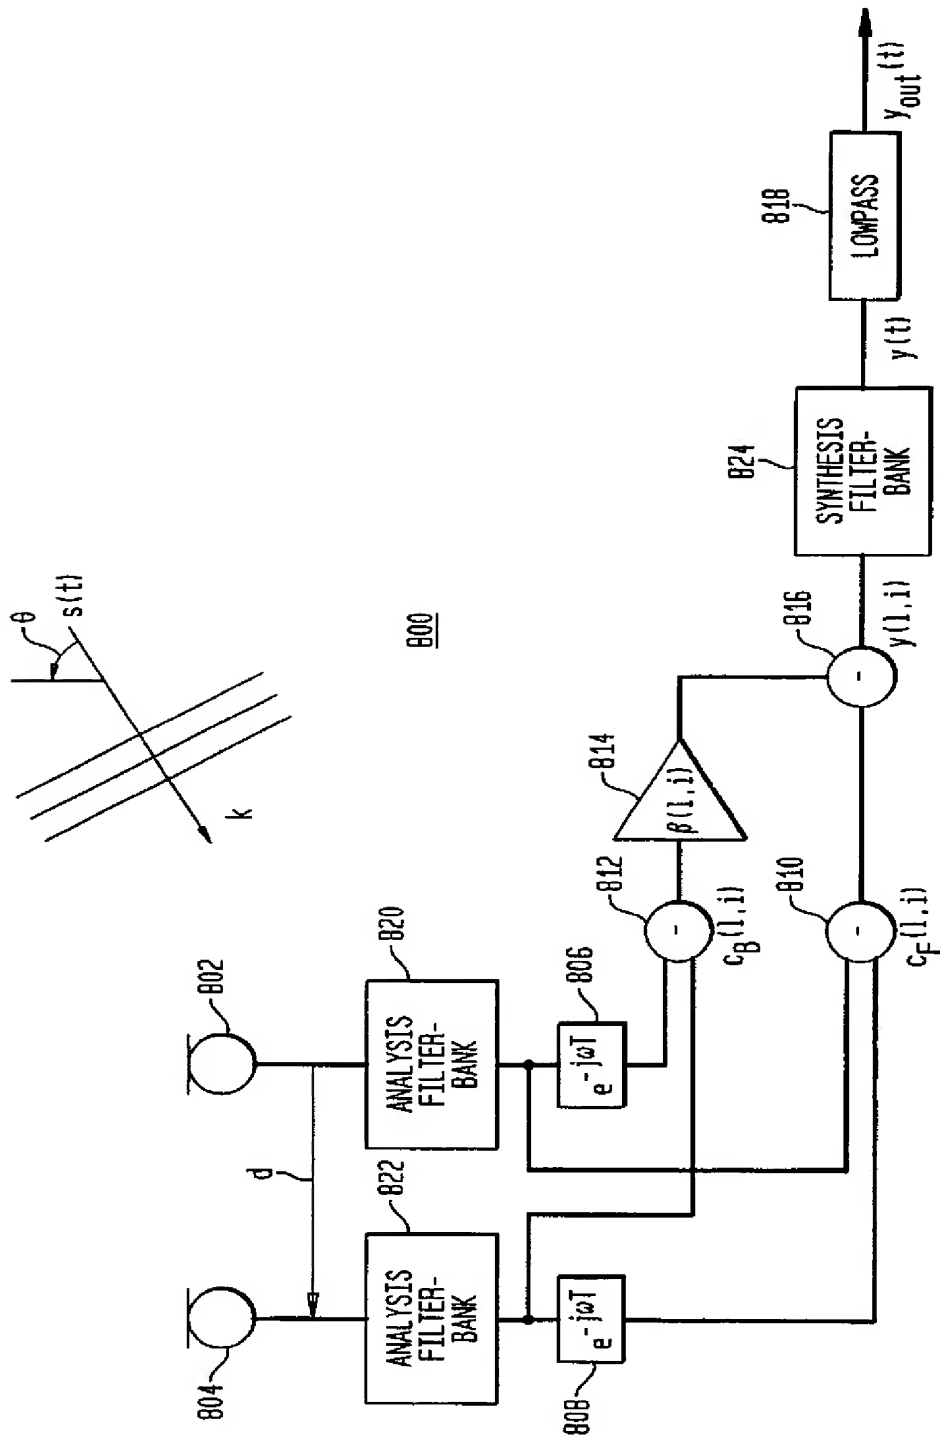 800
θ
s(t)
k
802
804
d
820
ANALYSIS
FILTER-
BANK
822
ANALYSIS
FILTER-
BANK
806
e^-jωT
808
e^-jωT
812
-
c_B(l,i)
810
-
c_F(l,i)
814
β(l,i)
816
-
y(l,i)
824
SYNTHESIS
FILTER-
BANK
y(t)
818
LOWPASS
y_out(t)